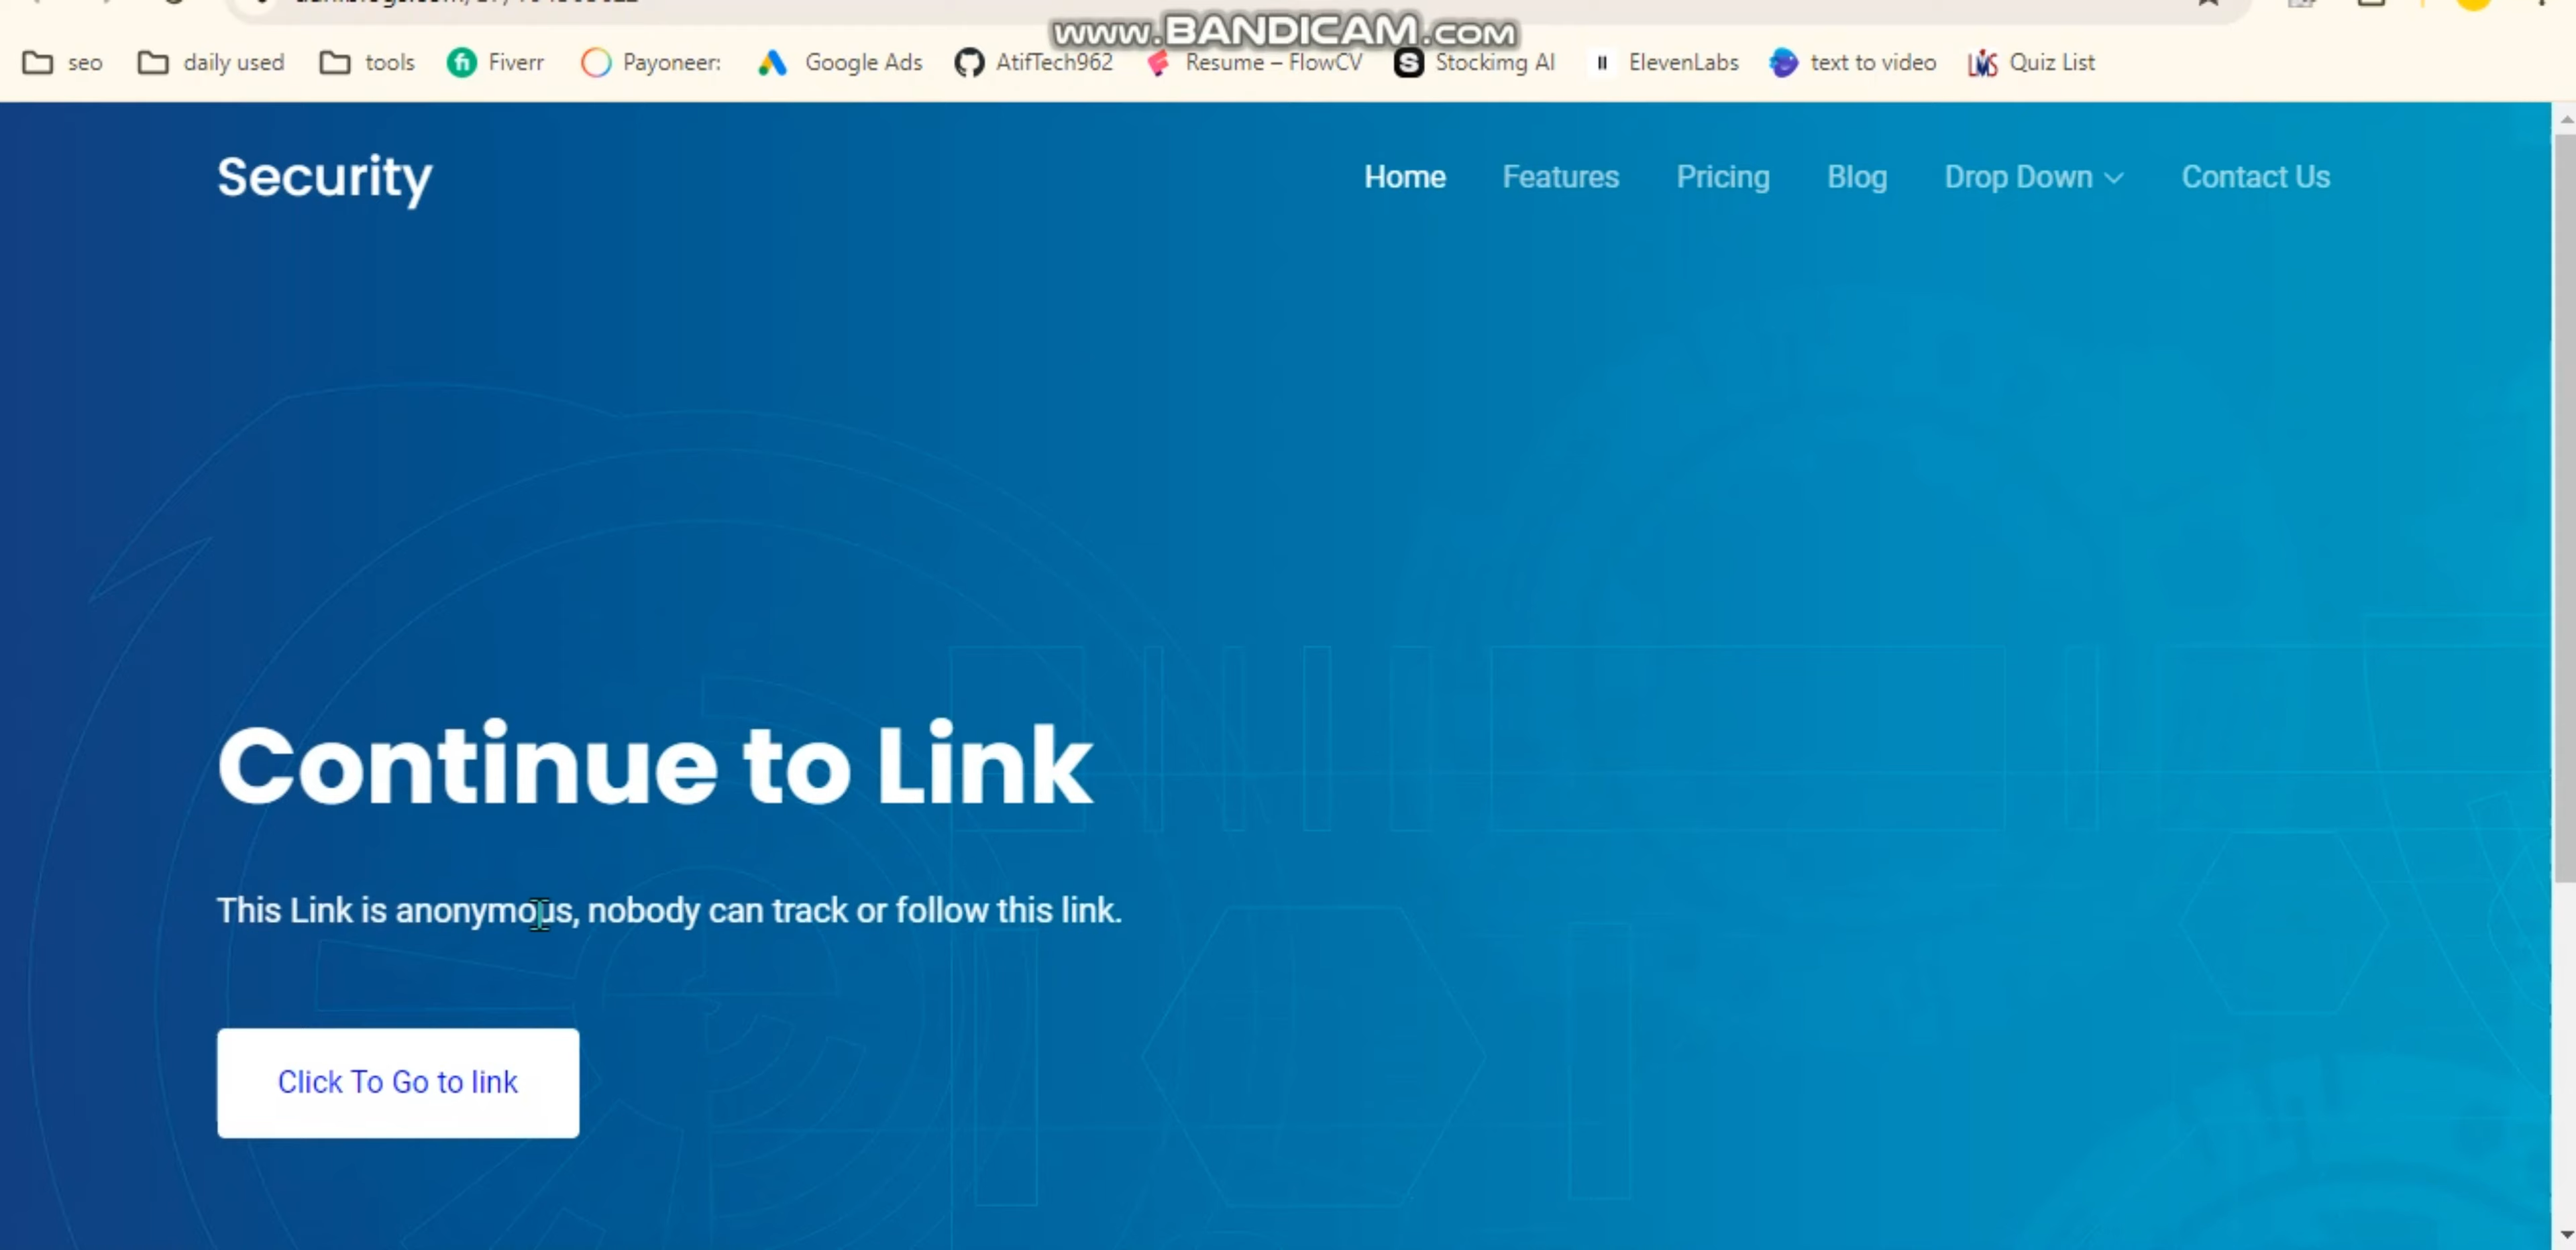 www.BANDICAM.com
seo daily used tools Fiverr Payoneer: Google Ads AtifTech962 Resume – FlowCV Stockimg AI ElevenLabs text to video Quiz List
Security Home Features Pricing Blog Drop Down Contact Us
Continue to Link
This Link is anonymous, nobody can track or follow this link.
Click To Go to link